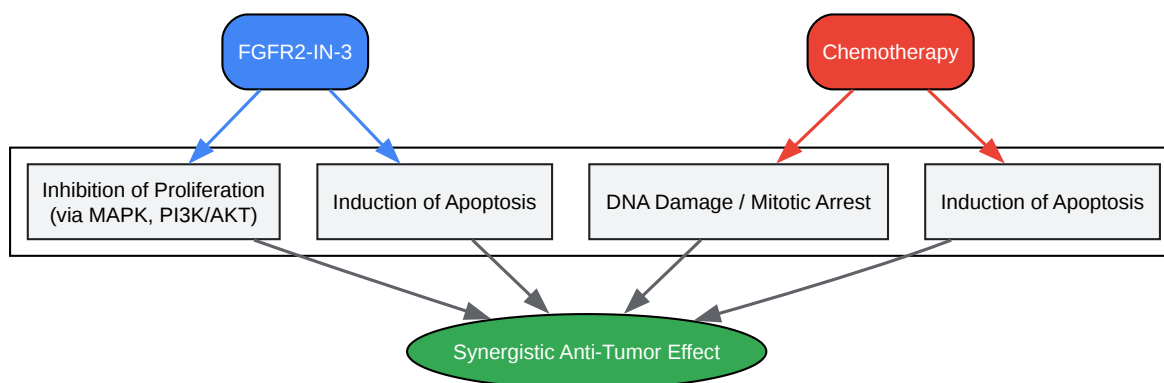 FGFR2-IN-3
Chemotherapy
Inhibition of Proliferation
(via MAPK, PI3K/AKT)
Induction of Apoptosis
DNA Damage / Mitotic Arrest
Induction of Apoptosis
Synergistic Anti-Tumor Effect